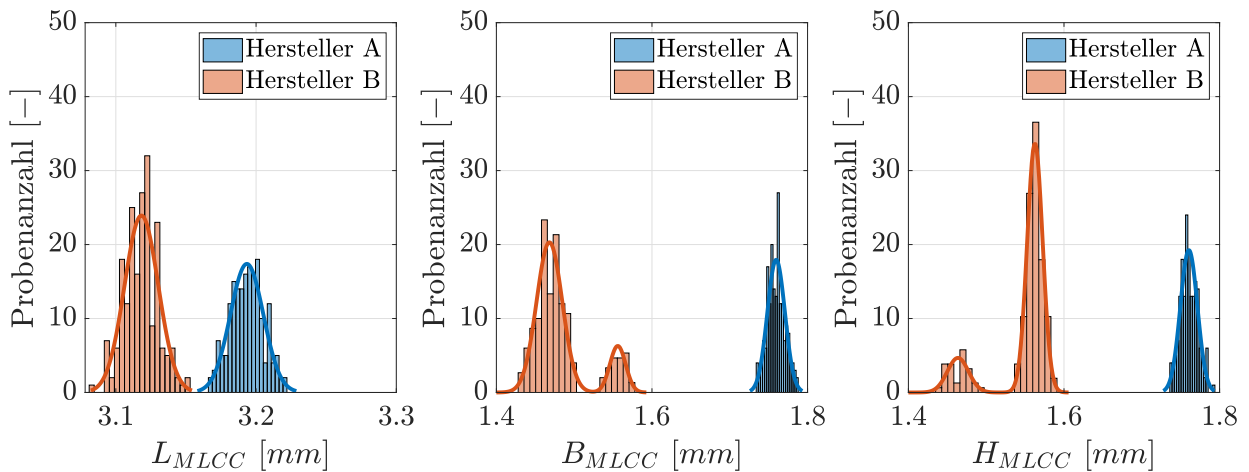 Probenanzahl [−]
50
40
30
20
10
0
Hersteller A
Hersteller B
3.1 3.2 3.3
L_MLCC [mm]
Probenanzahl [−]
50
40
30
20
10
0
Hersteller A
Hersteller B
1.4 1.6 1.8
B_MLCC [mm]
Probenanzahl [−]
50
40
30
20
10
0
Hersteller A
Hersteller B
1.4 1.6 1.8
H_MLCC [mm]